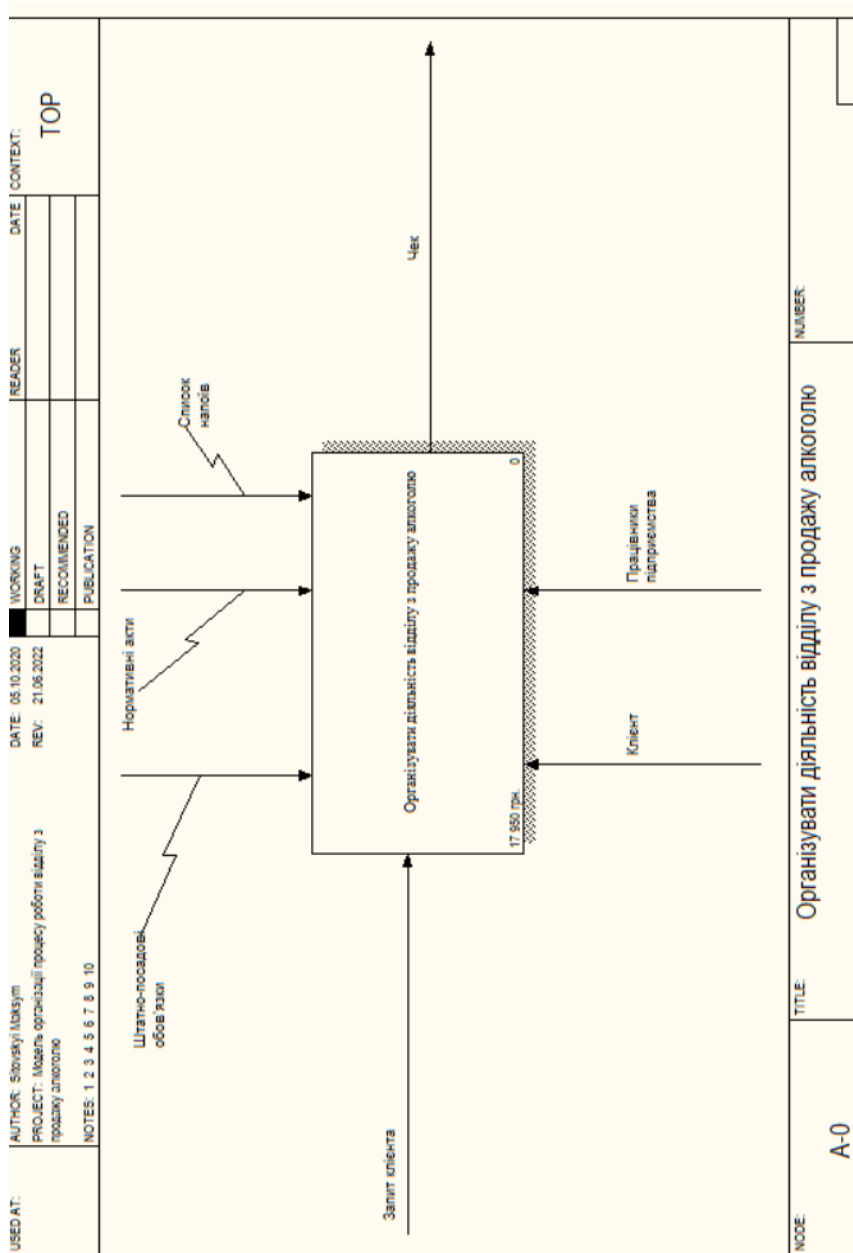 USED AT:
AUTHOR: Sitovskyi Maksym
PROJECT: Модель організації процесу роботи відділу з
продажу алкоголю
NOTES: 1 2 3 4 5 6 7 8 9 10
DATE: 05.10.2020
REV: 21.06.2022
WORKING
DRAFT
RECOMMENDED
PUBLICATION
READER
DATE
CONTEXT:
TOP
Штатно-посадові
обов'язки
Нормативні акти
Список
напоїв
Запит клієнта
Організувати діяльність відділу з продажу алкоголю
17 950 грн.
0
Чек
Клієнт
Працівники
підприємства
NODE:
A-0
TITLE:
Організувати діяльність відділу з продажу алкоголю
NUMBER: